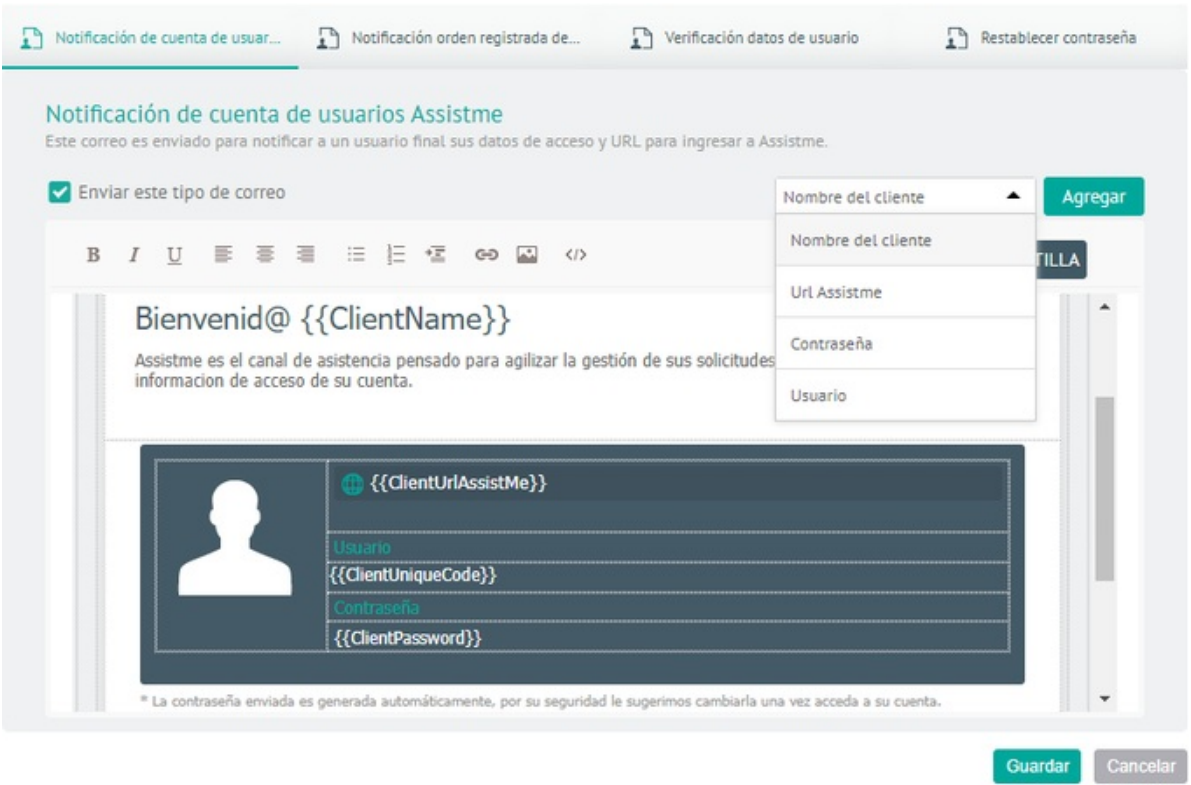 Notificación de cuenta de usuar...
Notificación orden registrada de...
Verificación datos de usuario
Restablecer contraseña
Notificación de cuenta de usuarios Assistme
Este correo es enviado para notificar a un usuario final sus datos de acceso y URL para ingresar a Assistme.
Enviar este tipo de correo
Nombre del cliente
Agregar
Nombre del cliente
Url Assistme
Contraseña
Usuario
B I U
TILLA
Bienvenid@ {{ClientName}}
Assistme es el canal de asistencia pensado para agilizar la gestión de sus solicitudes
informacion de acceso de su cuenta.
{{ClientUrlAssistMe}}
Usuario
{{ClientUniqueCode}}
Contraseña
{{ClientPassword}}
* La contraseña enviada es generada automáticamente, por su seguridad le sugerimos cambiarla una vez acceda a su cuenta.
Guardar
Cancelar